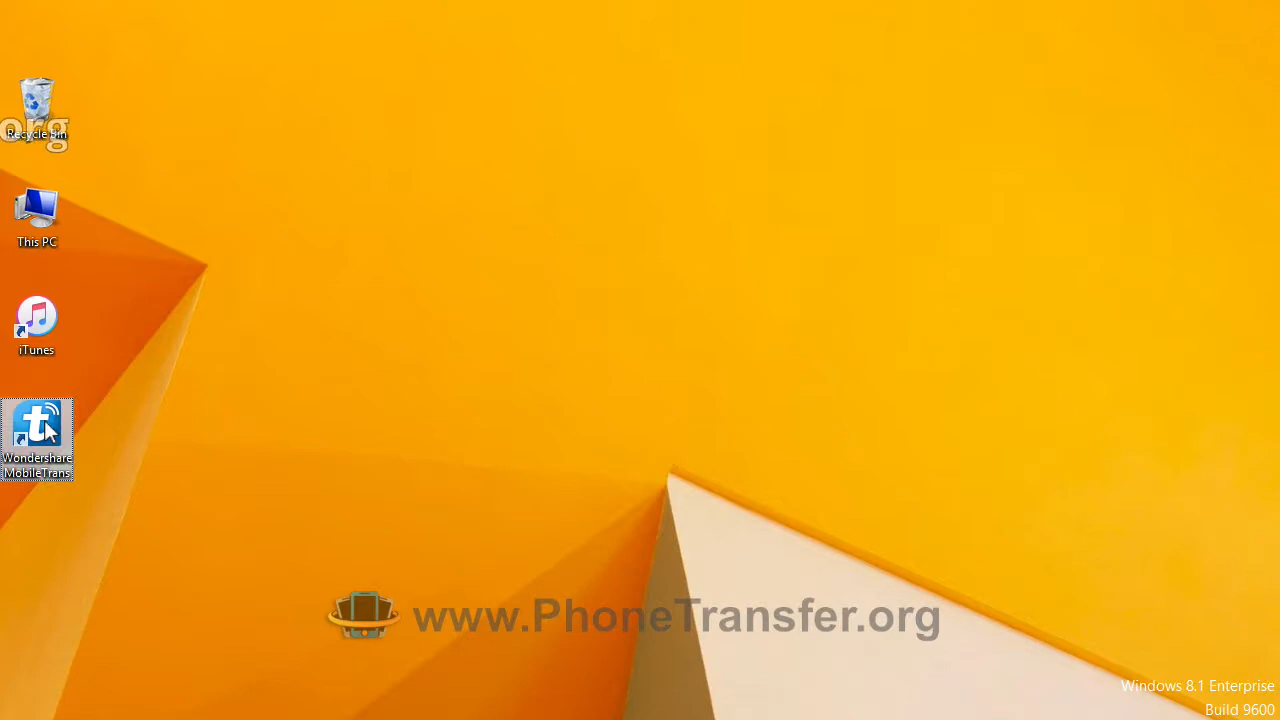 org
Recycle Bin
This PC
iTunes
Wondershare
MobileTrans
www.PhoneTransfer.org
Windows 8.1 Enterprise
Build 9600